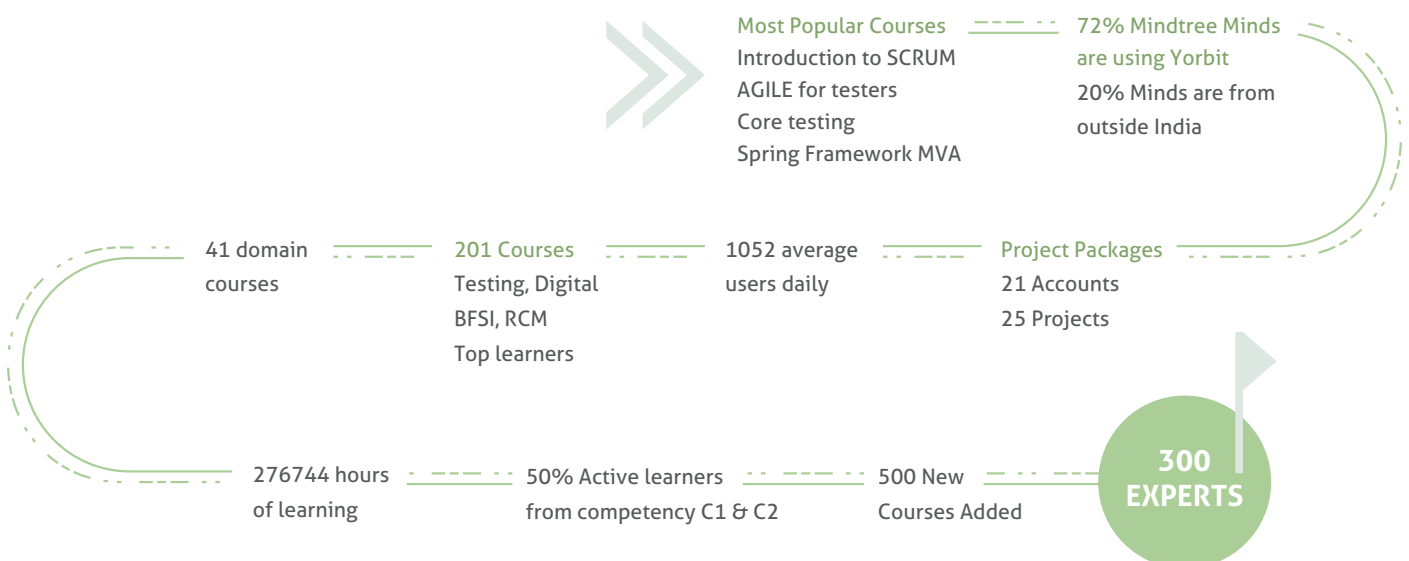 Most Popular Courses
Introduction to SCRUM
AGILE for testers
Core testing
Spring Framework MVA
72% Mindtree Minds
are using Yorbit
20% Minds are from
outside India
Project Packages
21 Accounts
25 Projects
1052 average
users daily
201 Courses
Testing, Digital
BFSI, RCM
Top learners
41 domain
courses
276744 hours
of learning
50% Active learners
from competency C1 & C2
500 New
Courses Added
300
EXPERTS